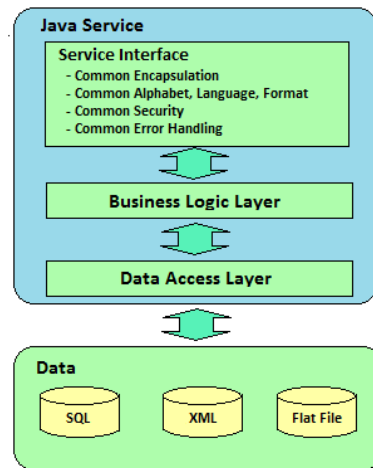 Java Service
Service Interface
- Common Encapsulation
- Common Alphabet, Language, Format
- Common Security
- Common Error Handling
Business Logic Layer
Data Access Layer
Data
SQL
XML
Flat File